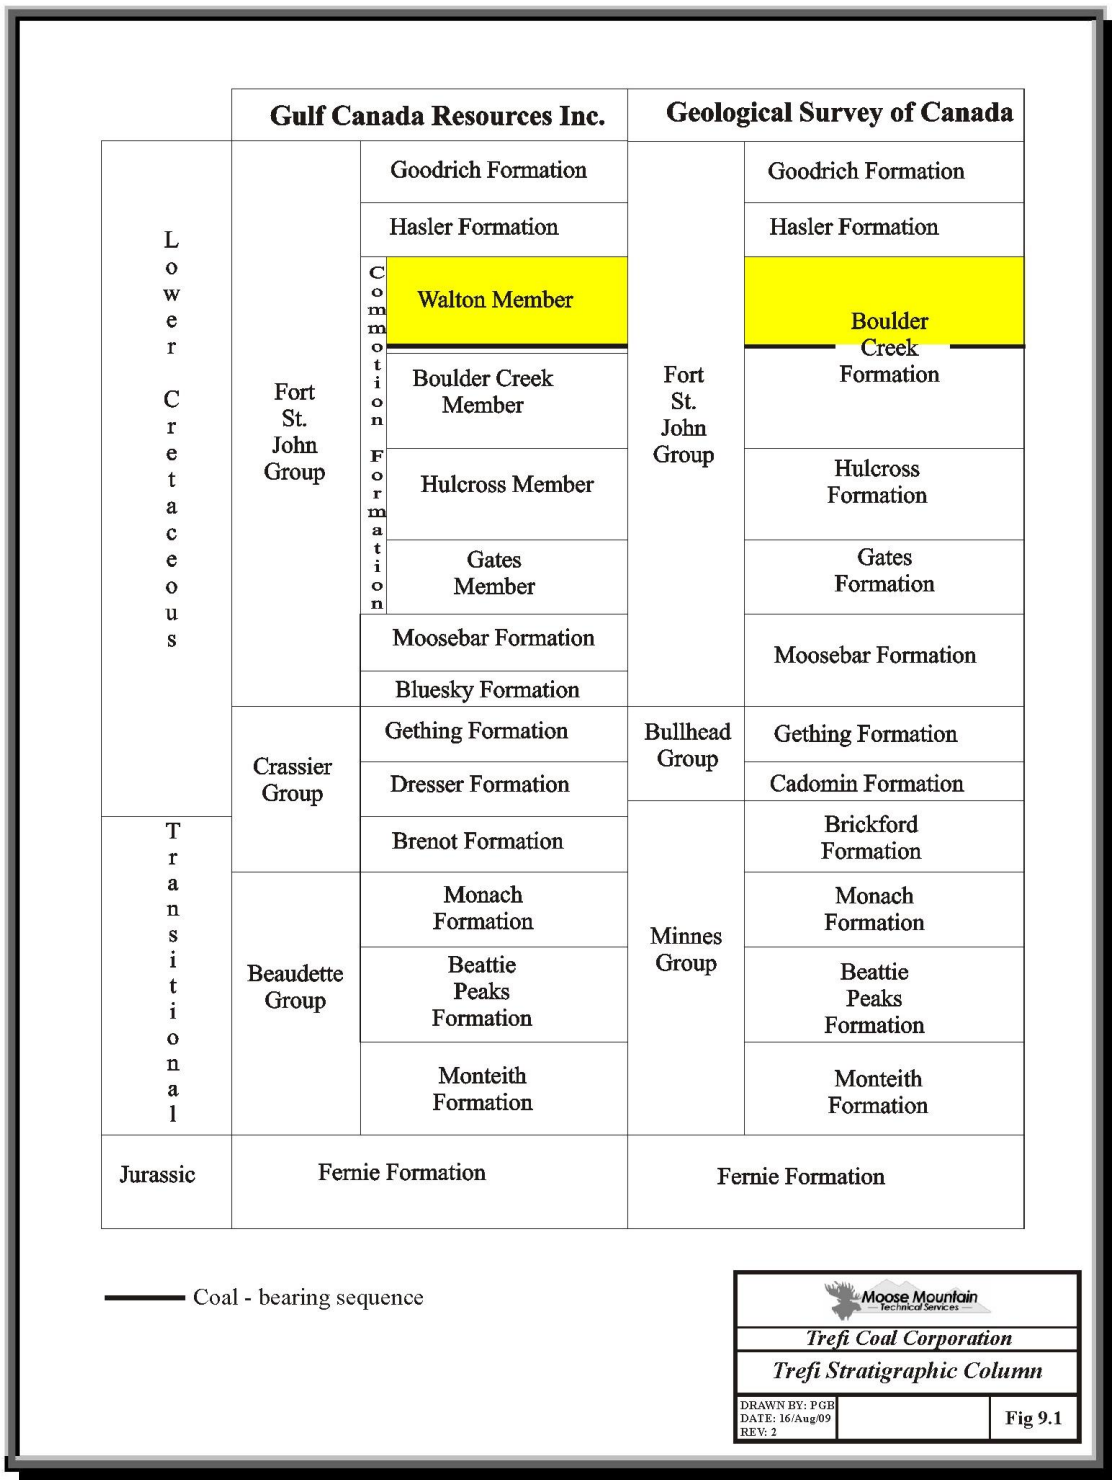 Gulf Canada Resources Inc.
Geological Survey of Canada
Lower Cretaceous
Fort
St.
John
Group
Goodrich Formation
Hasler Formation
Commotion Formation
Walton Member
Boulder Creek
Member
Hulcross Member
Gates
Member
Moosebar Formation
Bluesky Formation
Fort
St.
John
Group
Goodrich Formation
Hasler Formation
Boulder
Creek
Formation
Hulcross
Formation
Gates
Formation
Moosebar Formation
Crassier
Group
Gething Formation
Dresser Formation
Brenot Formation
Bullhead
Group
Gething Formation
Cadomin Formation
Transitional
Beaudette
Group
Monach
Formation
Beattie
Peaks
Formation
Monteith
Formation
Minnes
Group
Brickford
Formation
Monach
Formation
Beattie
Peaks
Formation
Monteith
Formation
Jurassic
Fernie Formation
Fernie Formation
Coal - bearing sequence
Moose Mountain
Technical Services
Trefi Coal Corporation
Trefi Stratigraphic Column
DRAWN BY: PGB
DATE: 16/Aug/09
REV: 2
Fig 9.1